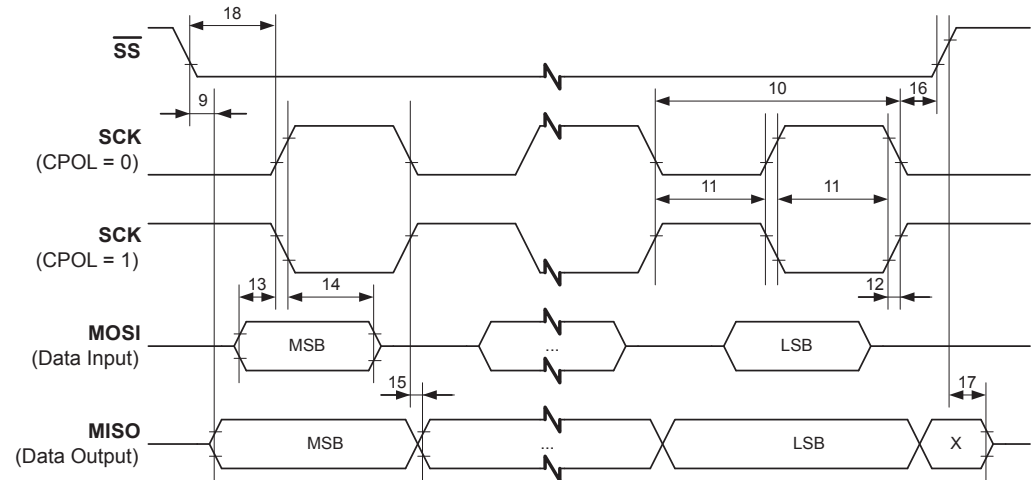 18
SS
9
10
16
SCK
(CPOL = 0)
11
11
SCK
(CPOL = 1)
13
14
12
MOSI
(Data Input)
MSB
...
LSB
15
17
MISO
(Data Output)
MSB
...
LSB
X